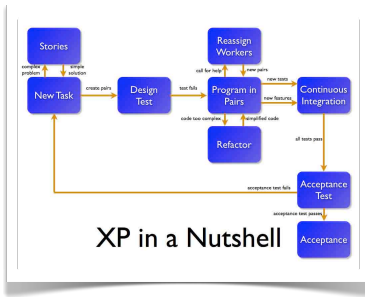 Stories
Reassign
Workers
complex
problem
simple
solution
call for help
new pairs
New Task
create pairs
Design
Test
test fails
Program in
Pairs
new tests
new features
Continuous
Integration
code too complex
simplified code
Refactor
all tests pass
acceptance test fails
Acceptance
Test
acceptance test passes
Acceptance
XP in a Nutshell